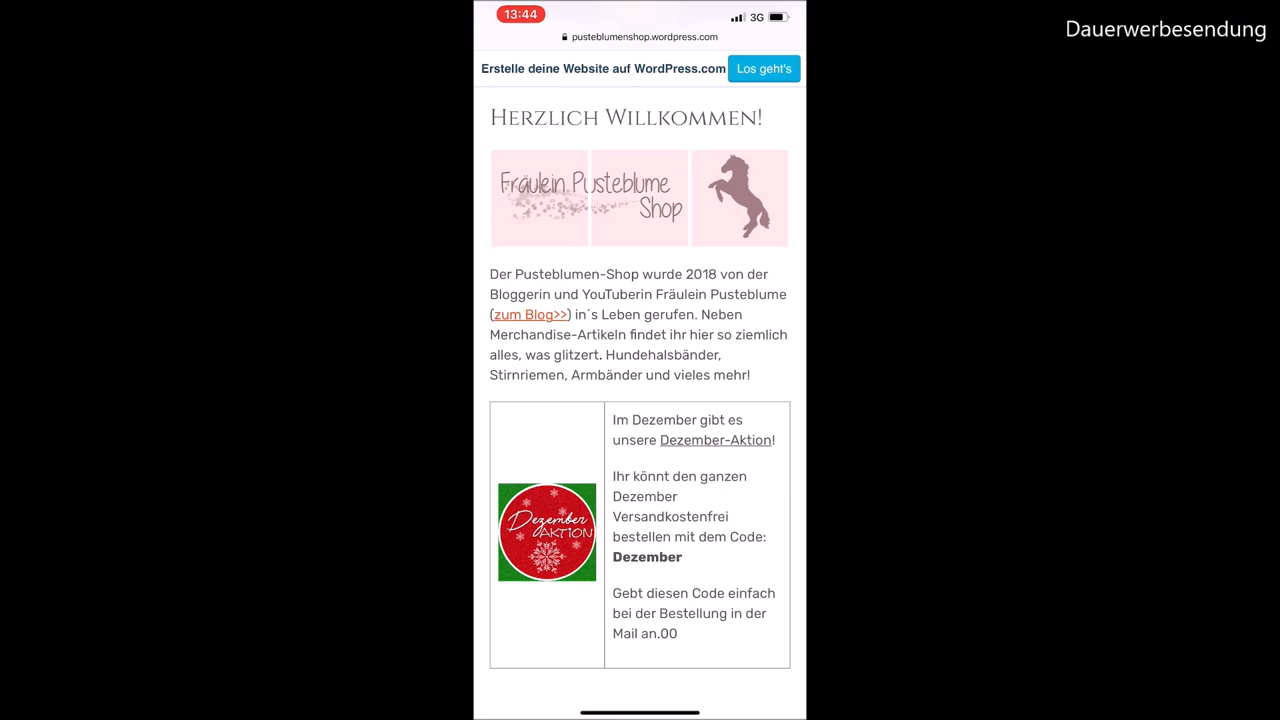 13:44
3G
pusteblumenshop.wordpress.com
Dauerwerbesendung
Erstelle deine Website auf WordPress.com
Los geht's
Herzlich Willkommen!
Fräulein Pusteblume
Shop
Der Pusteblumen-Shop wurde 2018 von der
Bloggerin und YouTuberin Fräulein Pusteblume
(zum Blog>>) in´s Leben gerufen. Neben
Merchandise-Artikeln findet ihr hier so ziemlich
alles, was glitzert. Hundehalsbänder,
Stirnriemen, Armbänder und vieles mehr!
Dezember
AKTION
Im Dezember gibt es
unsere Dezember-Aktion!
Ihr könnt den ganzen
Dezember
Versandkostenfrei
bestellen mit dem Code:
Dezember
Gebt diesen Code einfach
bei der Bestellung in der
Mail an.00